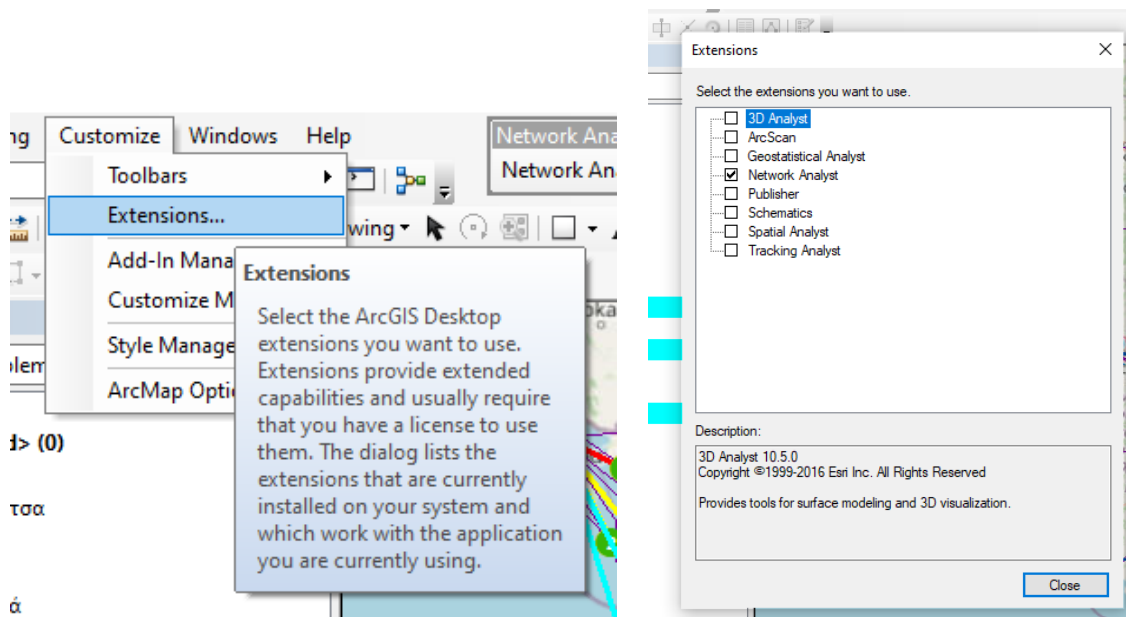 Customize Windows Help
Network Ana
Toolbars
Network An
Extensions...
wing
Add-In Mana
Extensions
Customize M
Select the ArcGIS Desktop
extensions you want to use.
Style Manage
Extensions provide extended
capabilities and usually require
ArcMap Opti
that you have a license to use
them. The dialog lists the
d> (0)
extensions that are currently
installed on your system and
τσα
which work with the application
you are currently using.
ά
Extensions
Select the extensions you want to use.
3D Analyst
ArcScan
Geostatistical Analyst
Network Analyst
Publisher
Schematics
Spatial Analyst
Tracking Analyst
Description:
3D Analyst 10.5.0
Copyright ©1999-2016 Esri Inc. All Rights Reserved
Provides tools for surface modeling and 3D visualization.
Close